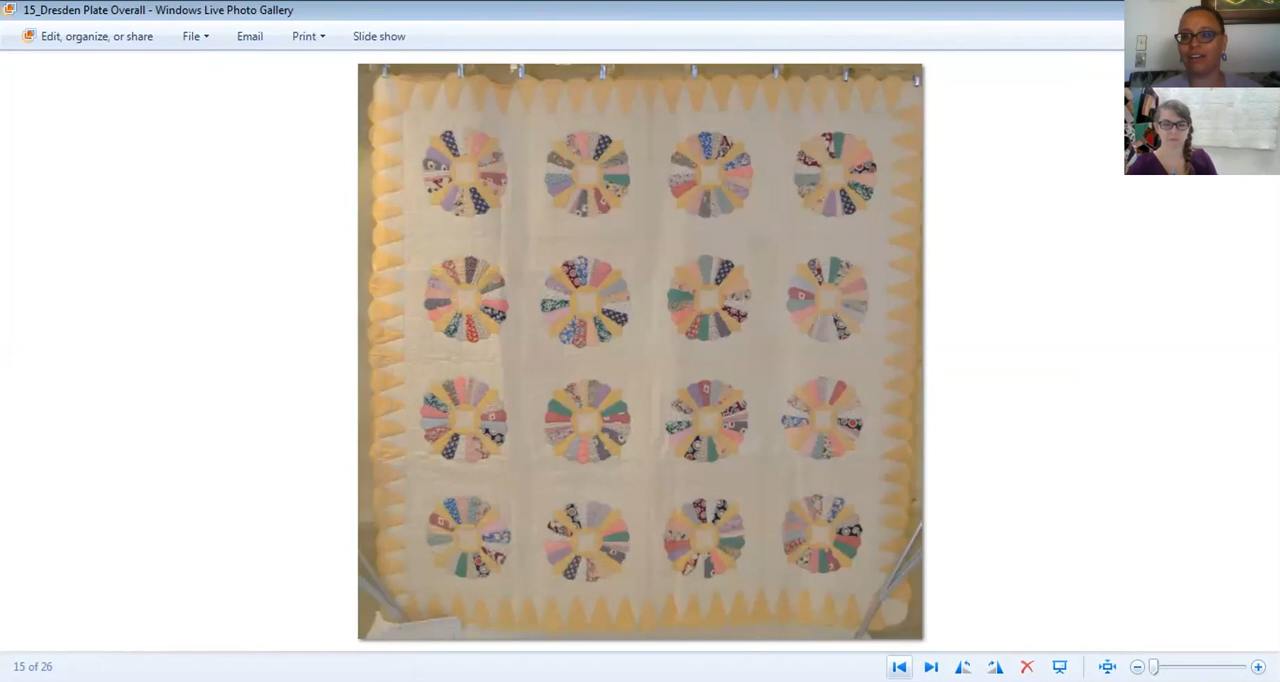 15_Dresden Plate Overall - Windows Live Photo Gallery
Edit, organize, or share File Email Print Slide show
15 of 26